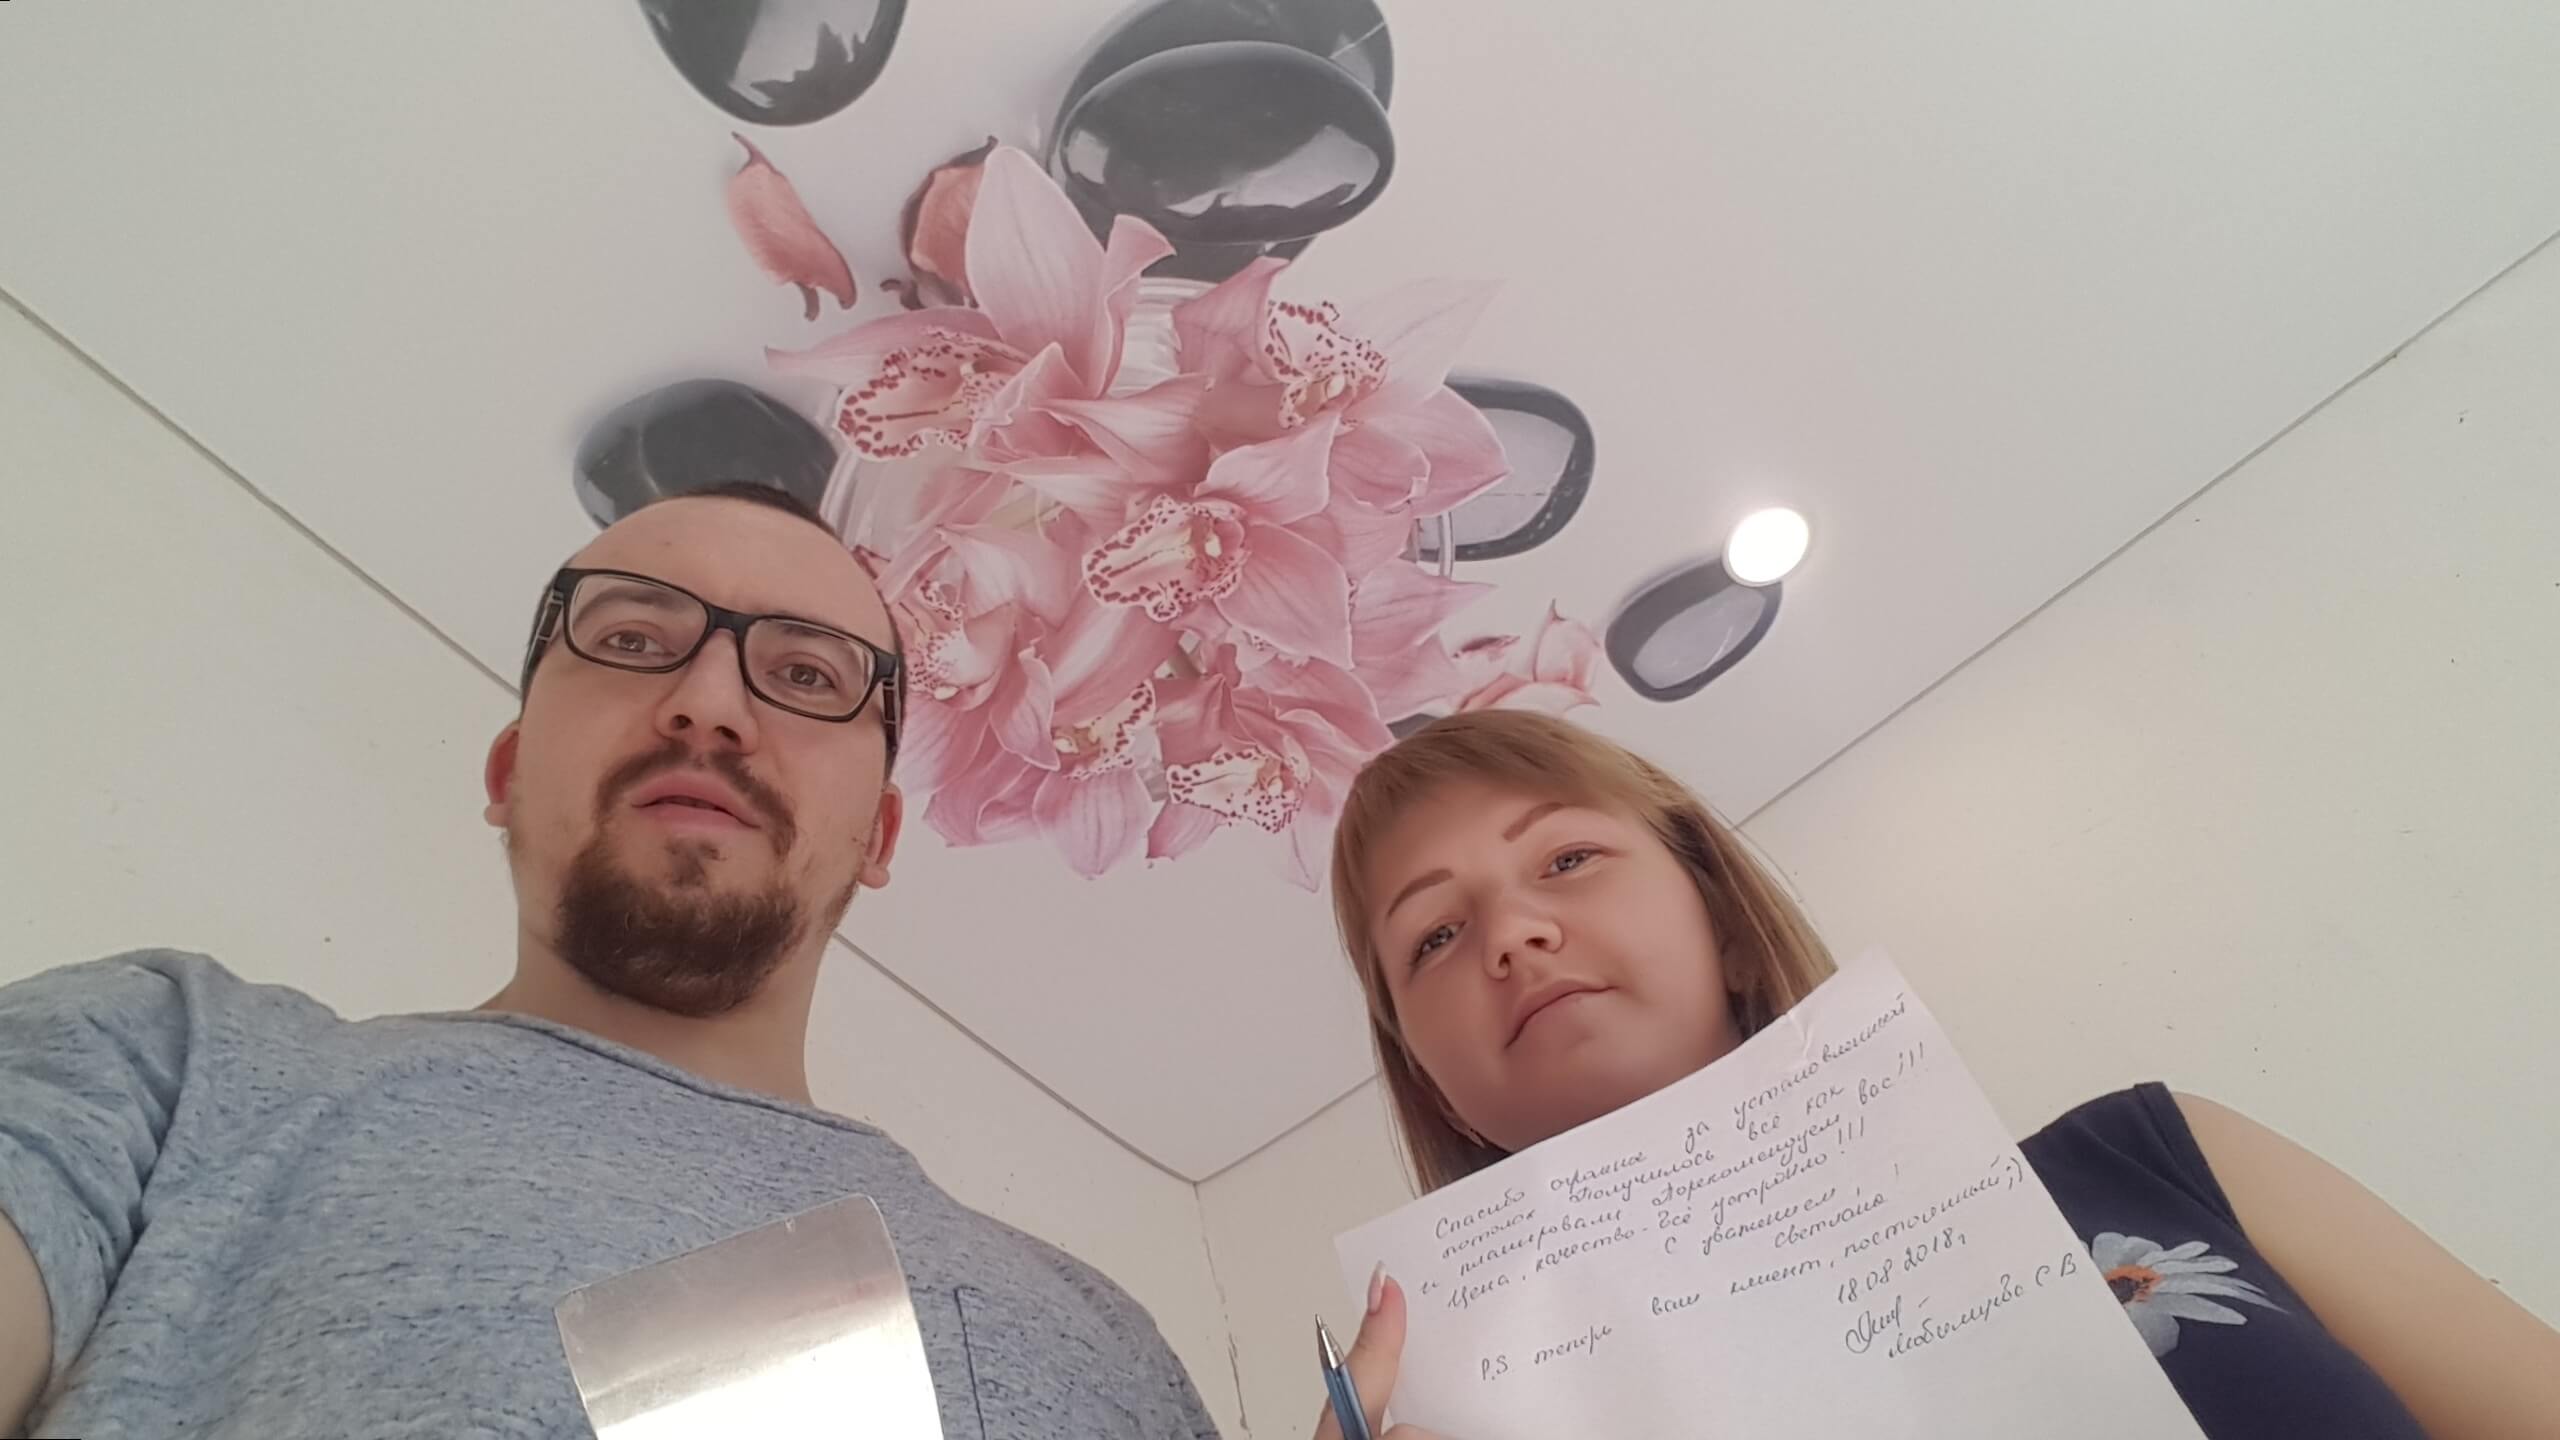 Спасибо огромное за установленный
потолок. Получилось всё как
и планировали. Порекомендуем вас!!!
Цена, качество - всё устроило!!!
С уважением,
Светлана!
P.S. теперь ваш клиент, постоянный ;)
18.08 2018г
С В